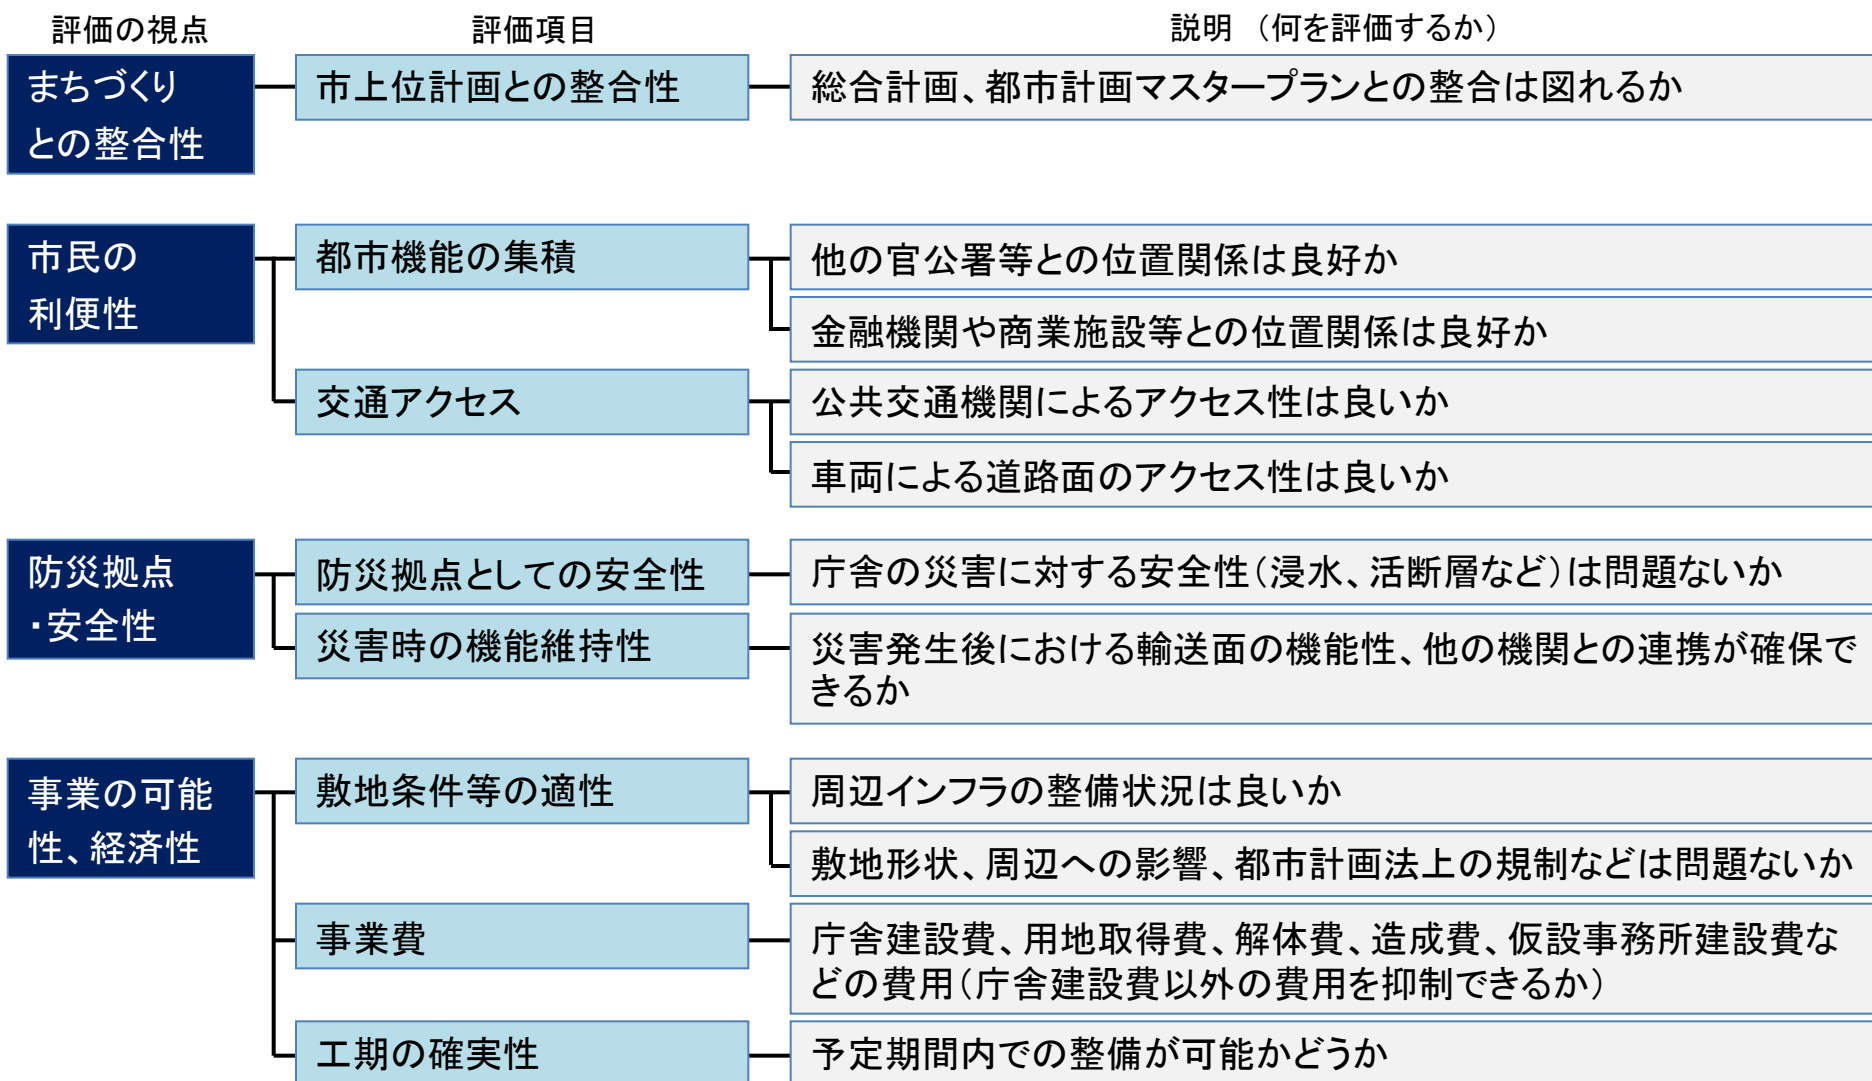 評価の視点
評価項目
説明 （何を評価するか）
まちづくり
との整合性
市上位計画との整合性
総合計画、都市計画マスタープランとの整合は図れるか
市民の
利便性
都市機能の集積
他の官公署等との位置関係は良好か
金融機関や商業施設等との位置関係は良好か
交通アクセス
公共交通機関によるアクセス性は良いか
車両による道路面のアクセス性は良いか
防災拠点
・安全性
防災拠点としての安全性
庁舎の災害に対する安全性（浸水、活断層など）は問題ないか
災害時の機能維持性
災害発生後における輸送面の機能性、他の機関との連携が確保で
きるか
事業の可能
性、経済性
敷地条件等の適性
周辺インフラの整備状況は良いか
敷地形状、周辺への影響、都市計画法上の規制などは問題ないか
事業費
庁舎建設費、用地取得費、解体費、造成費、仮設事務所建設費な
どの費用（庁舎建設費以外の費用を抑制できるか）
工期の確実性
予定期間内での整備が可能かどうか